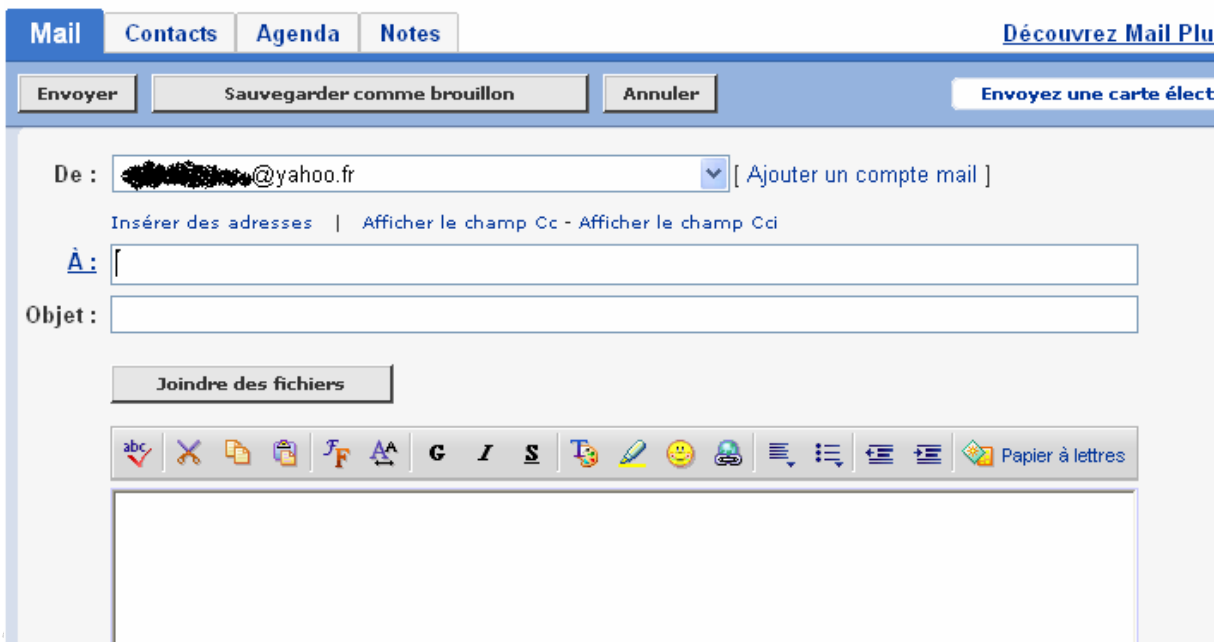 Mail Contacts Agenda Notes Découvrez Mail Plu
Envoyer Sauvegarder comme brouillon Annuler Envoyez une carte élect
De : @yahoo.fr [ Ajouter un compte mail ]
Insérer des adresses | Afficher le champ Cc - Afficher le champ Cci
À :
Objet :
Joindre des fichiers
abc F F A A G I S T Papier à lettres